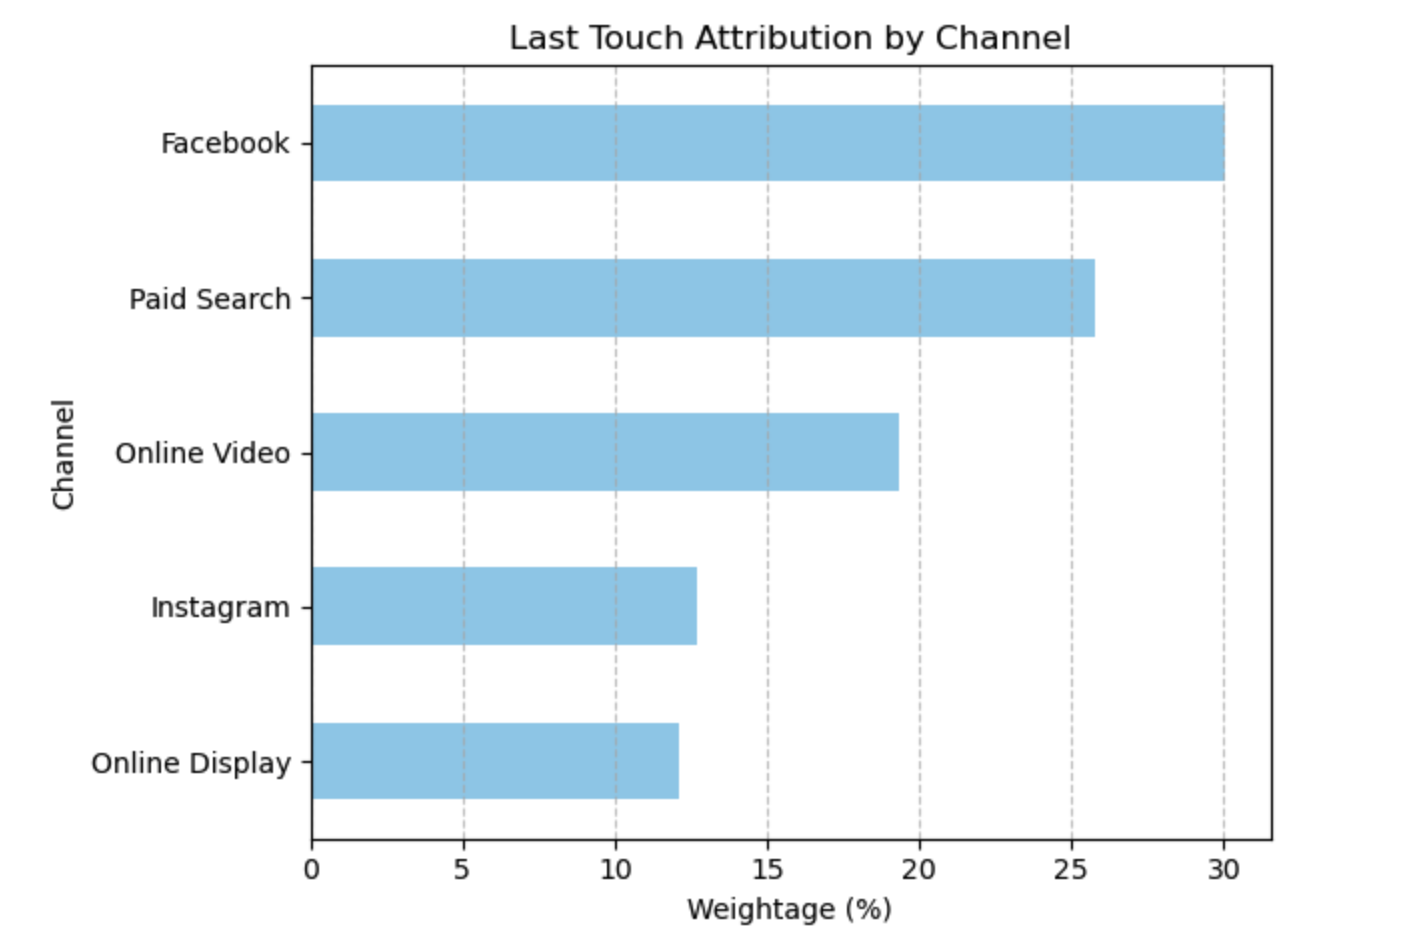 Last Touch Attribution by Channel
Facebook
Paid Search
Online Video
Instagram
Online Display
Channel
0 5 10 15 20 25 30
Weightage (%)